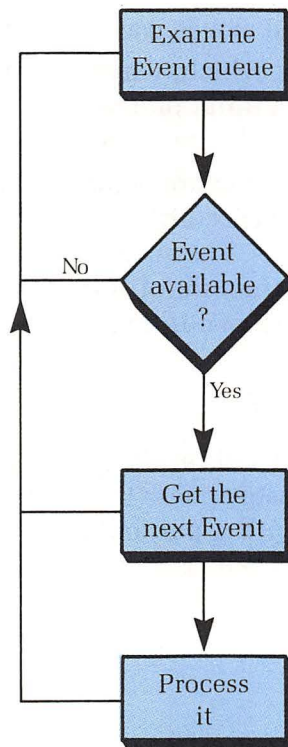 Examine
Event queue
Event
available
?
No
Yes
Get the
next Event
Process
it